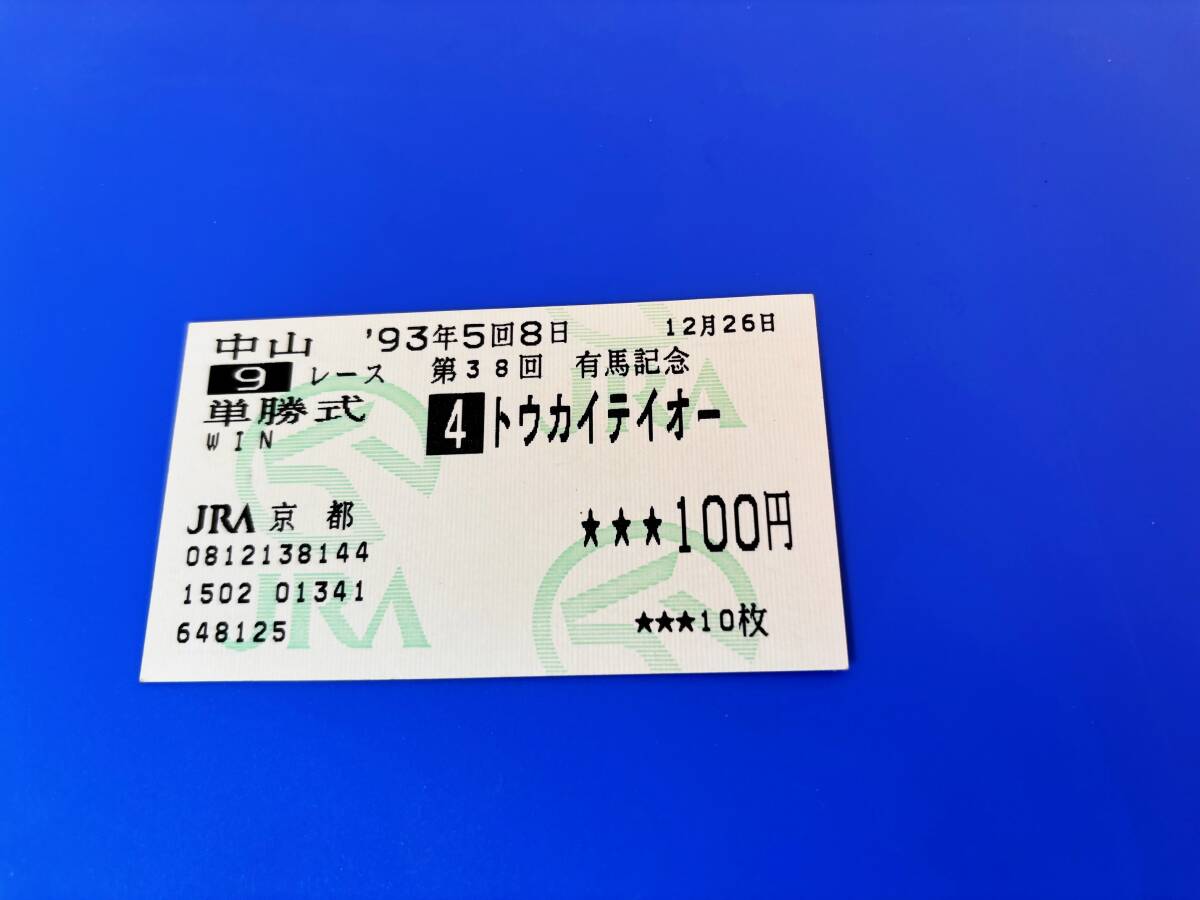 中山 '93年5回8日 12月26日
9 レース 第38回 有馬記念
単勝式 4 トウカイテイオー
WIN
JRA 京都 ★★★100円
0812138144
1502 01341
648125 ★★★10枚
JRA
JRA